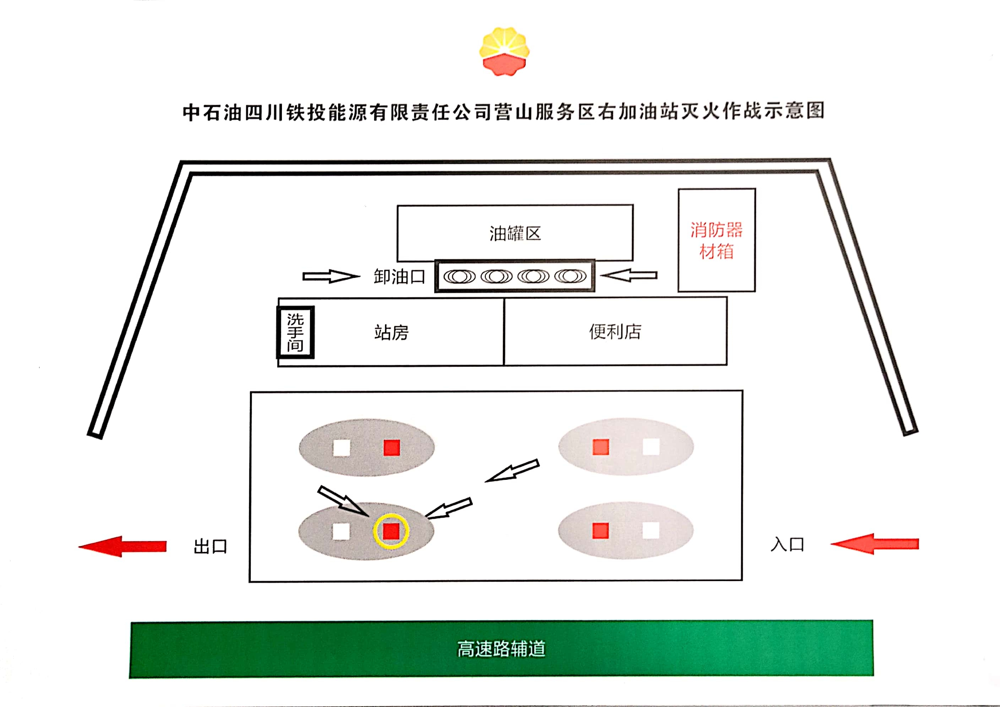 中石油四川铁投能源有限责任公司营山服务区右加油站灭火作战示意图
油罐区
消防器
材箱
卸油口
洗手间
站房
便利店
出口
入口
高速路辅道